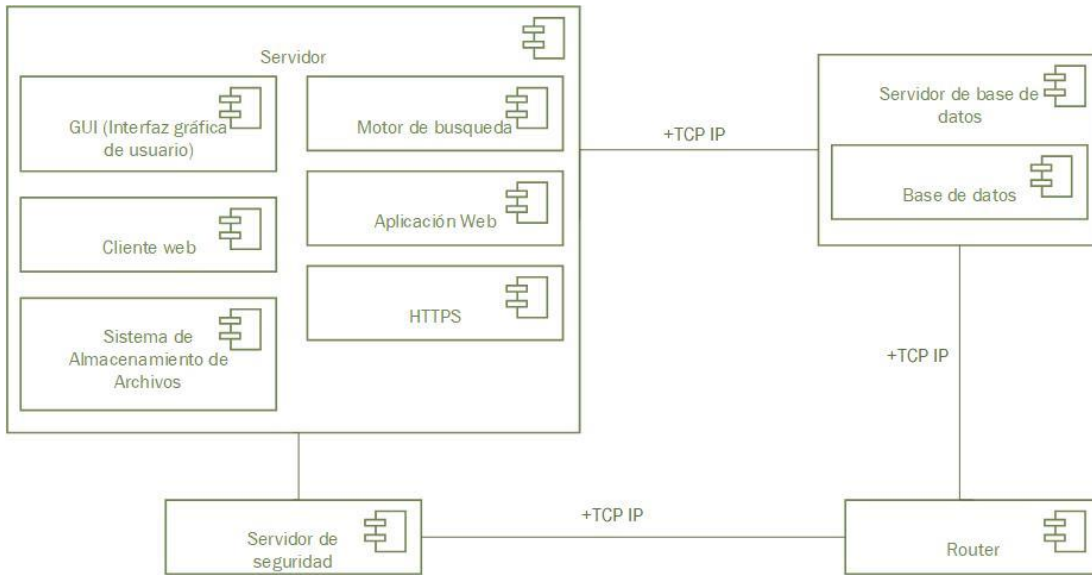 Servidor
GUI (Interfaz gráfica
de usuario)
Motor de busqueda
Cliente web
Aplicación Web
Sistema de
Almacenamiento de
Archivos
HTTPS
+TCP IP
Servidor de base de
datos
Base de datos
+TCP IP
Servidor de
seguridad
+TCP IP
Router